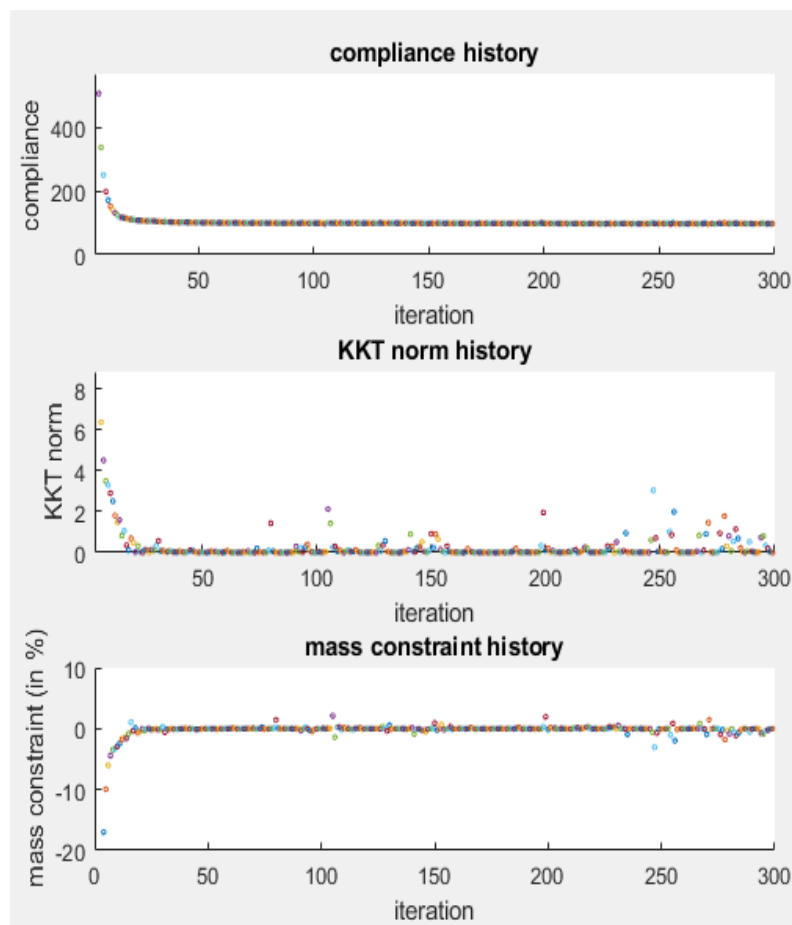 compliance history
compliance
400
200
0
50 100 150 200 250 300
iteration
KKT norm history
KKT norm
8
6
4
2
0
50 100 150 200 250 300
iteration
mass constraint history
mass constraint (in %)
10
0
-10
-20
0 50 100 150 200 250 300
iteration